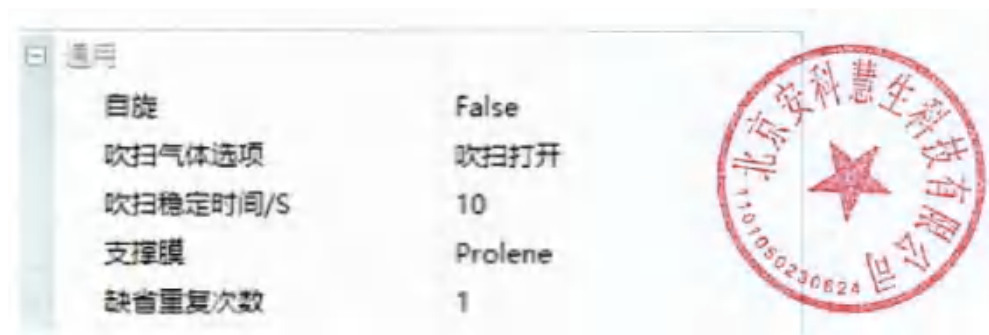 通用
自旋 False
吹扫气体选项 吹扫打开
吹扫稳定时间/S 10
支撑膜 Prolene
缺省重复次数 1
北京安科慧生科技有限公司
1101050230624